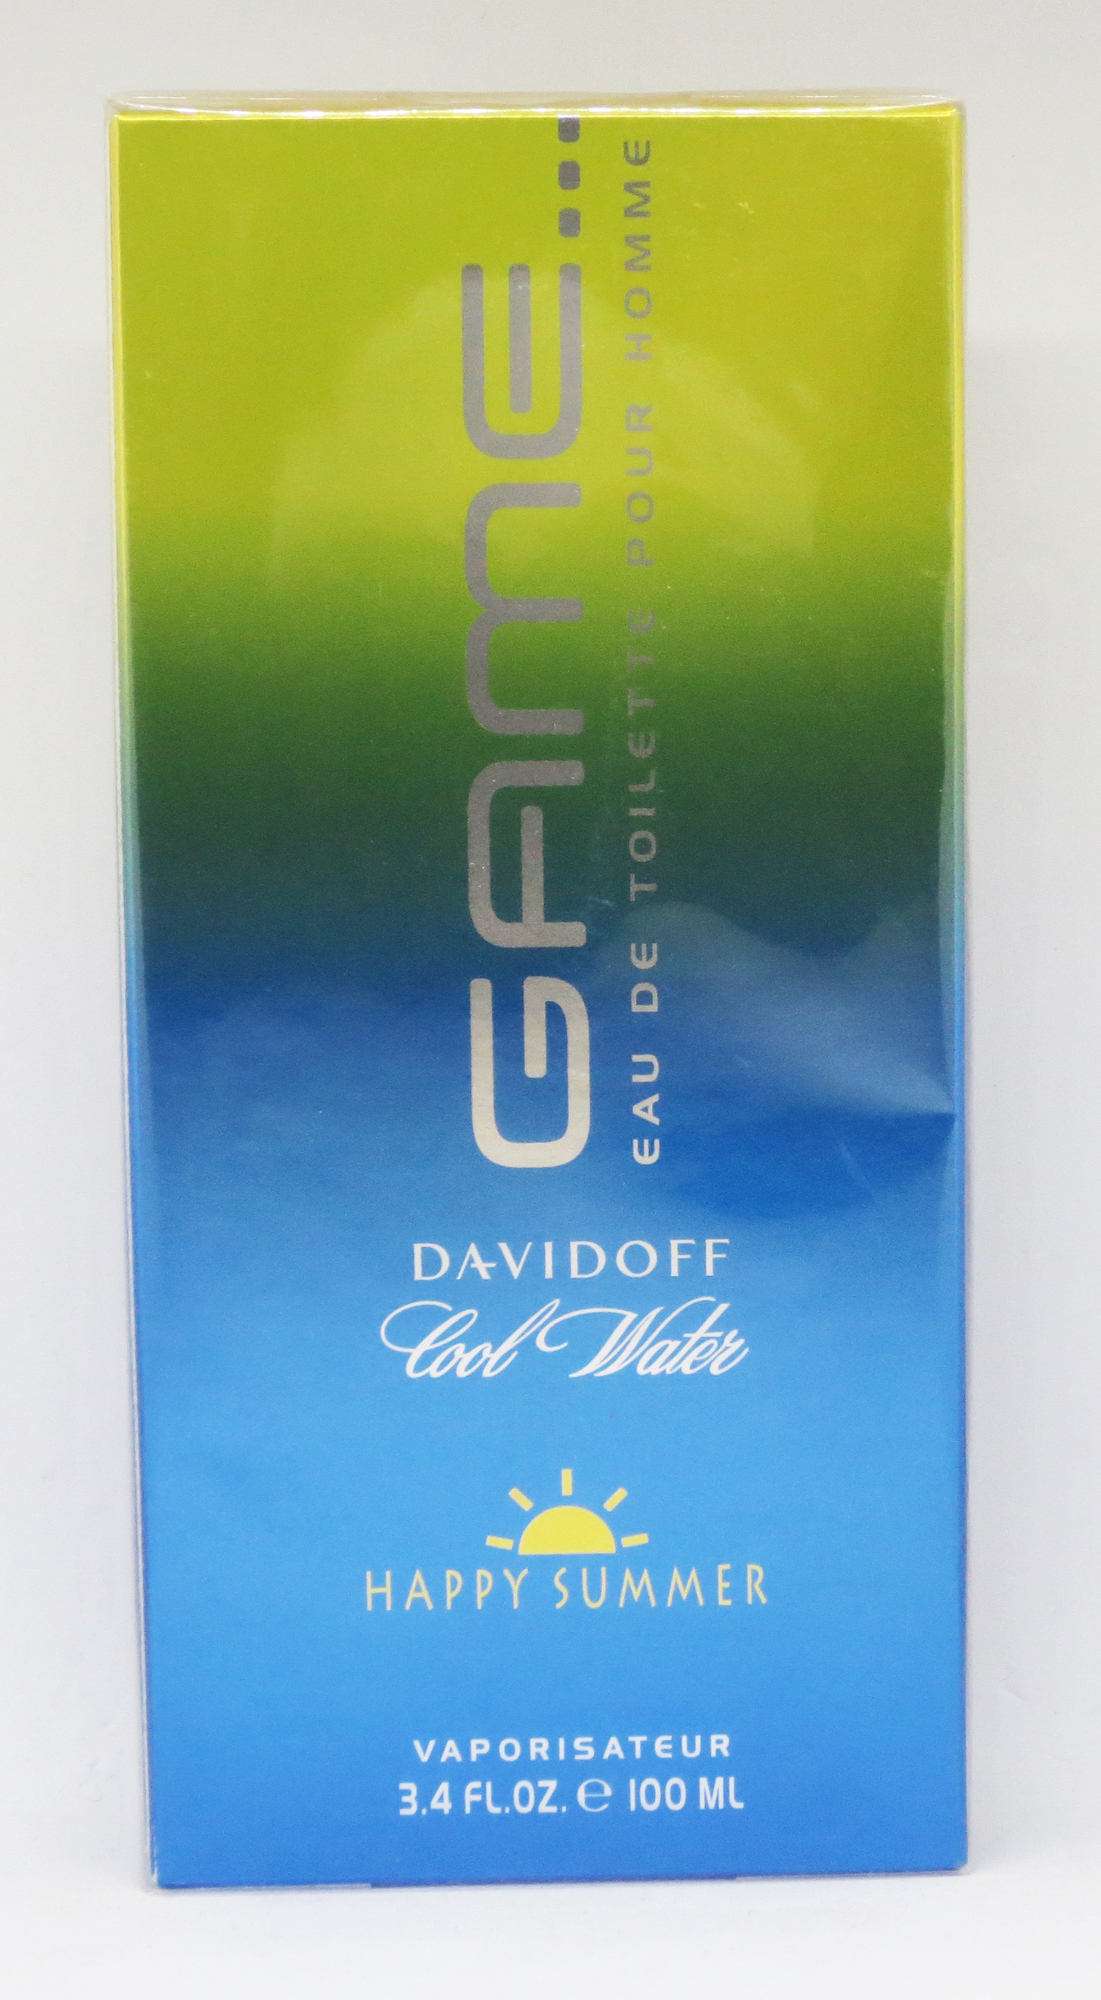 GAME...
EAU DE TOILETTE POUR HOMME
DAVIDOFF
Cool Water
HAPPY SUMMER
VAPORISATEUR
3.4 FL.OZ. ℮ 100 ML